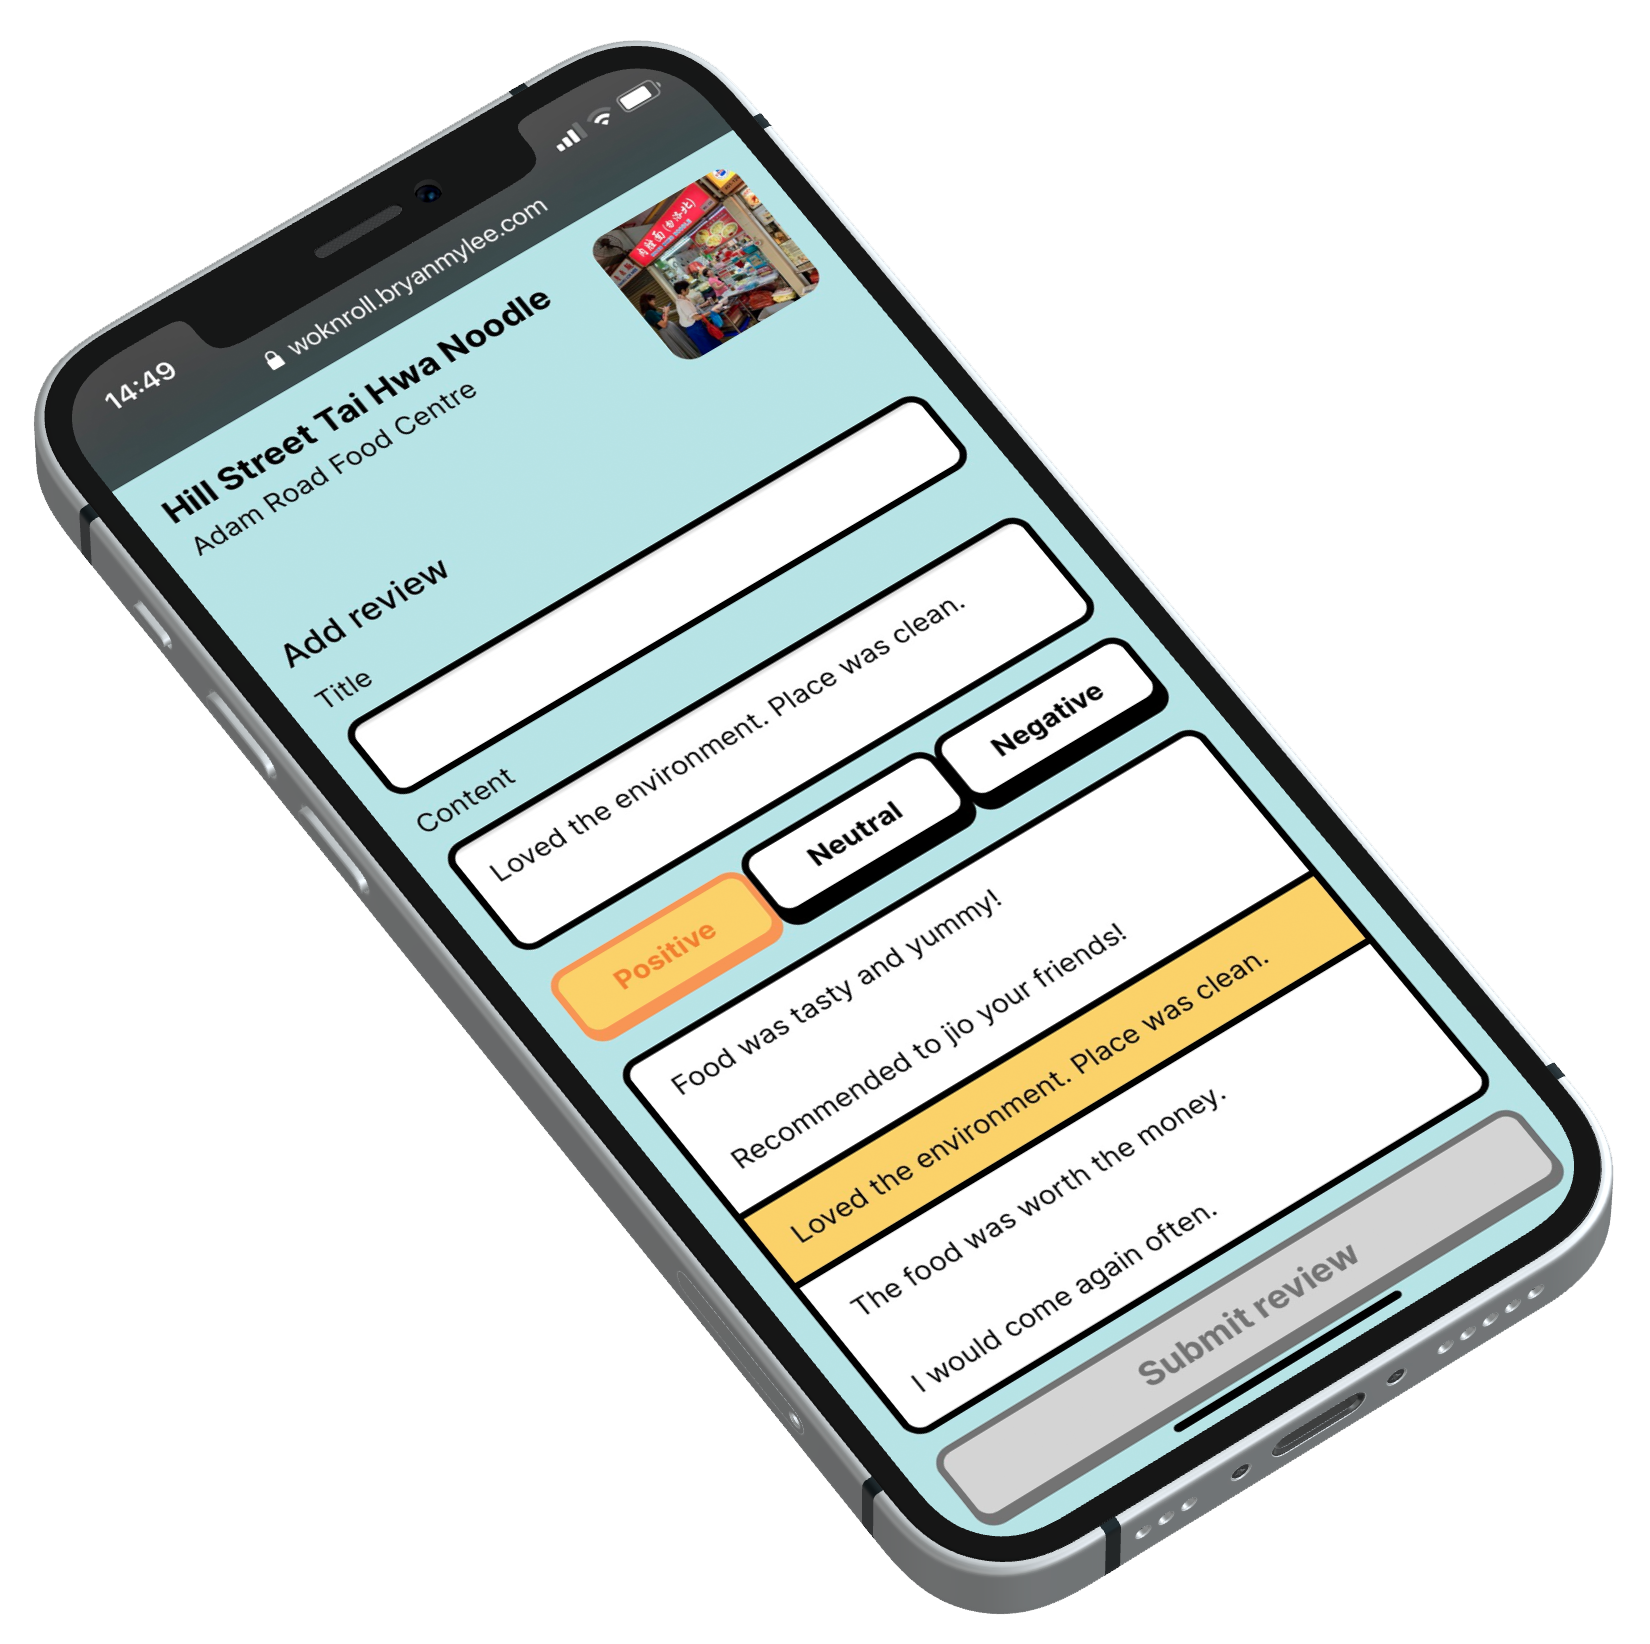 14:49
woknroll.bryanmylee.com
Hill Street Tai Hwa Noodle
Adam Road Food Centre
Add review
Title
Content
Loved the environment. Place was clean.
Positive
Neutral
Negative
Food was tasty and yummy!
Recommended to jio your friends!
Loved the environment. Place was clean.
The food was worth the money.
I would come again often.
Submit review